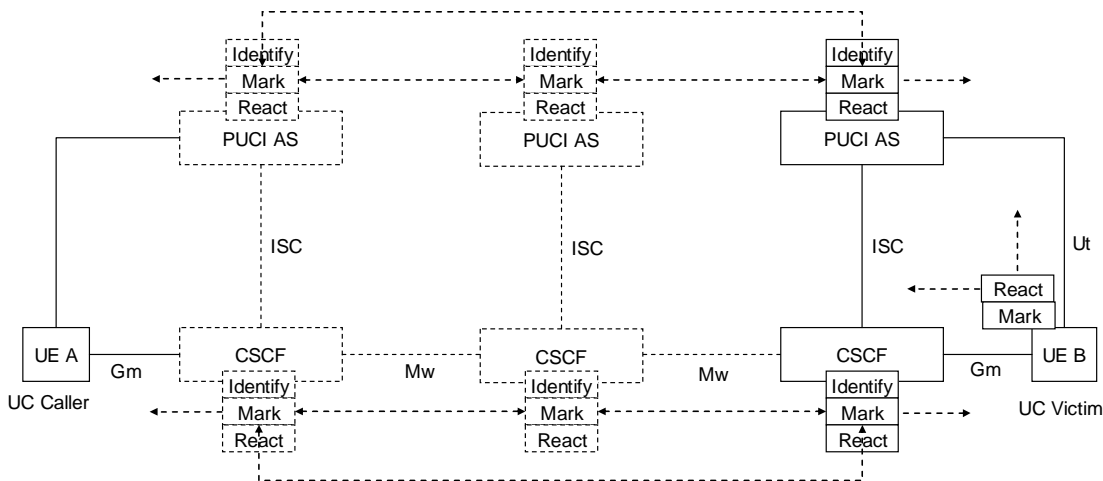 Identify
Mark
React
PUCI AS
Identify
Mark
React
PUCI AS
Identify
Mark
React
PUCI AS
ISC
ISC
ISC
Ut
React
Mark
UE A
Gm
CSCF
Mw
CSCF
Mw
CSCF
Gm
UE B
UC Caller
UC Victim
Identify
Mark
React
Identify
Mark
React
Identify
Mark
React